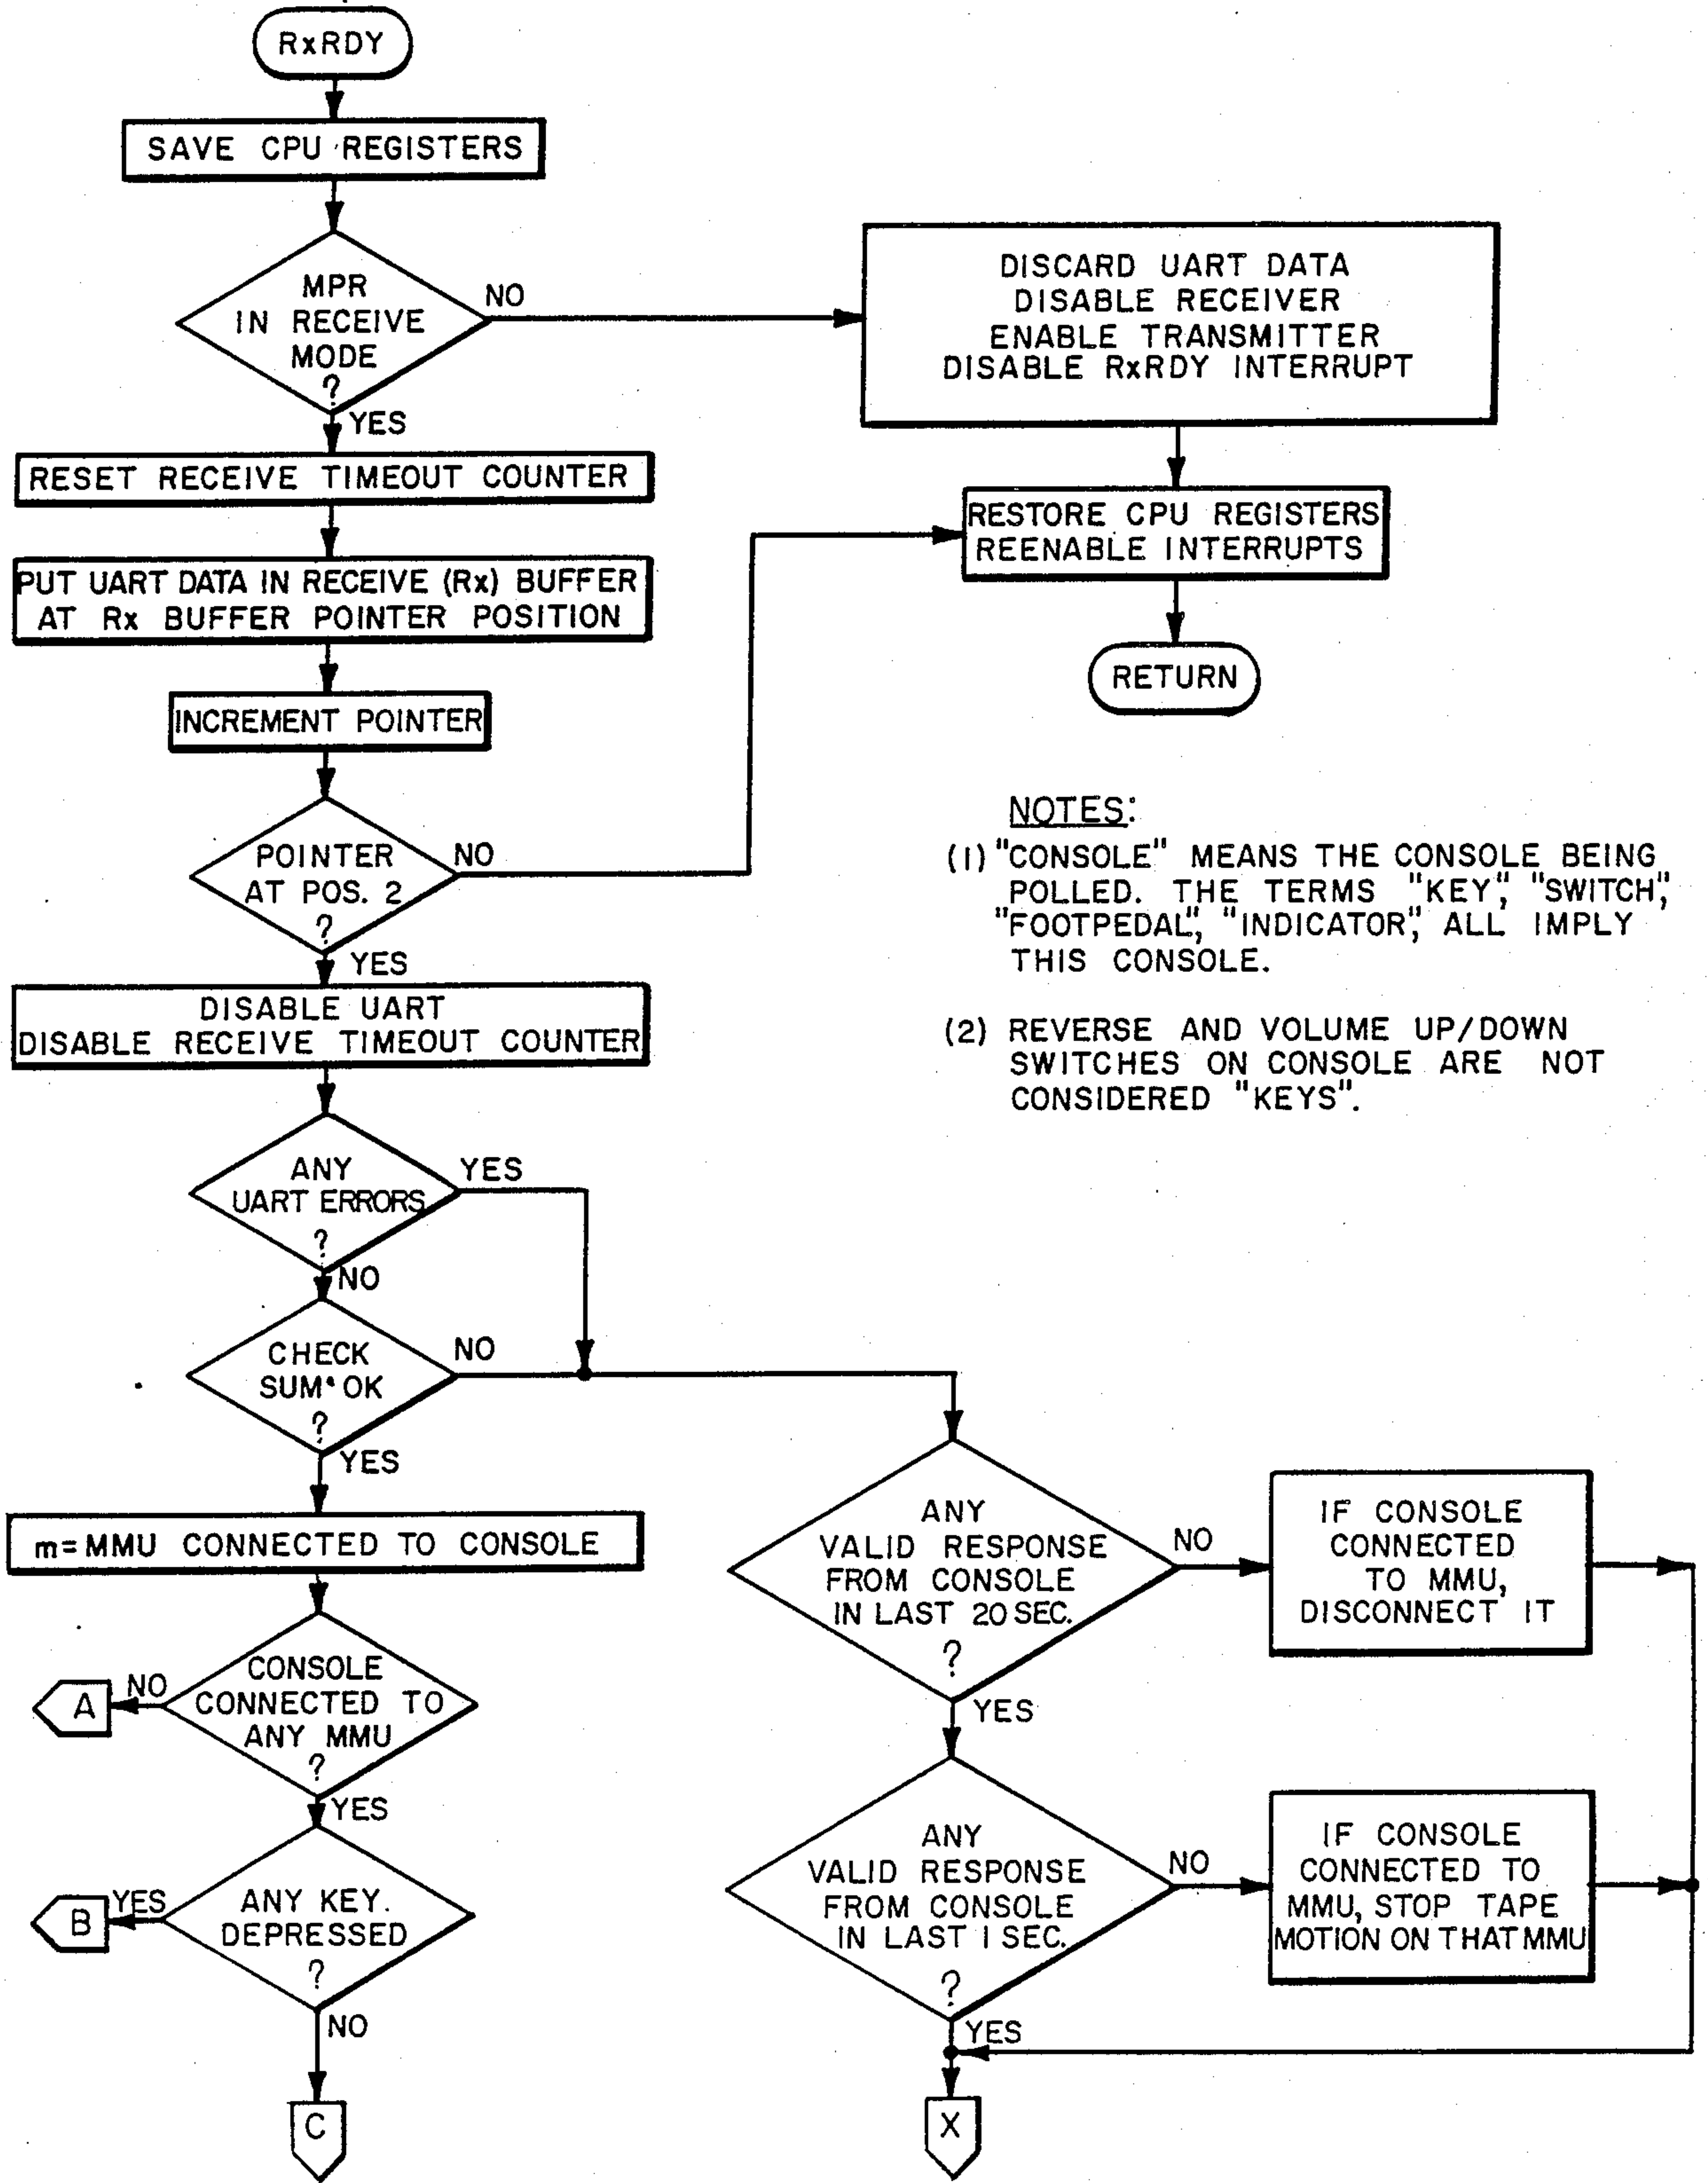 RxRDY
SAVE CPU REGISTERS
MPR
IN RECEIVE
MODE
?
NO
YES
DISCARD UART DATA
DISABLE RECEIVER
ENABLE TRANSMITTER
DISABLE RxRDY INTERRUPT
RESET RECEIVE TIMEOUT COUNTER
RESTORE CPU REGISTERS
REENABLE INTERRUPTS
PUT UART DATA IN RECEIVE (Rx) BUFFER
AT Rx BUFFER POINTER POSITION
RETURN
INCREMENT POINTER
POINTER
AT POS. 2
?
NO
YES
NOTES:
(1) "CONSOLE" MEANS THE CONSOLE BEING
POLLED. THE TERMS "KEY", "SWITCH",
"FOOTPEDAL", "INDICATOR", ALL IMPLY
THIS CONSOLE.
(2) REVERSE AND VOLUME UP/DOWN
SWITCHES ON CONSOLE ARE NOT
CONSIDERED "KEYS".
DISABLE UART
DISABLE RECEIVE TIMEOUT COUNTER
ANY
UART ERRORS
?
YES
NO
CHECK
SUM OK
?
NO
YES
m=MMU CONNECTED TO CONSOLE
CONSOLE
CONNECTED TO
ANY MMU
?
NO
A
YES
ANY KEY.
DEPRESSED
?
YES
B
NO
C
ANY
VALID RESPONSE
FROM CONSOLE
IN LAST 20 SEC.
?
NO
YES
IF CONSOLE
CONNECTED
TO MMU,
DISCONNECT IT
ANY
VALID RESPONSE
FROM CONSOLE
IN LAST 1 SEC.
?
NO
YES
IF CONSOLE
CONNECTED TO
MMU, STOP TAPE
MOTION ON THAT MMU
X